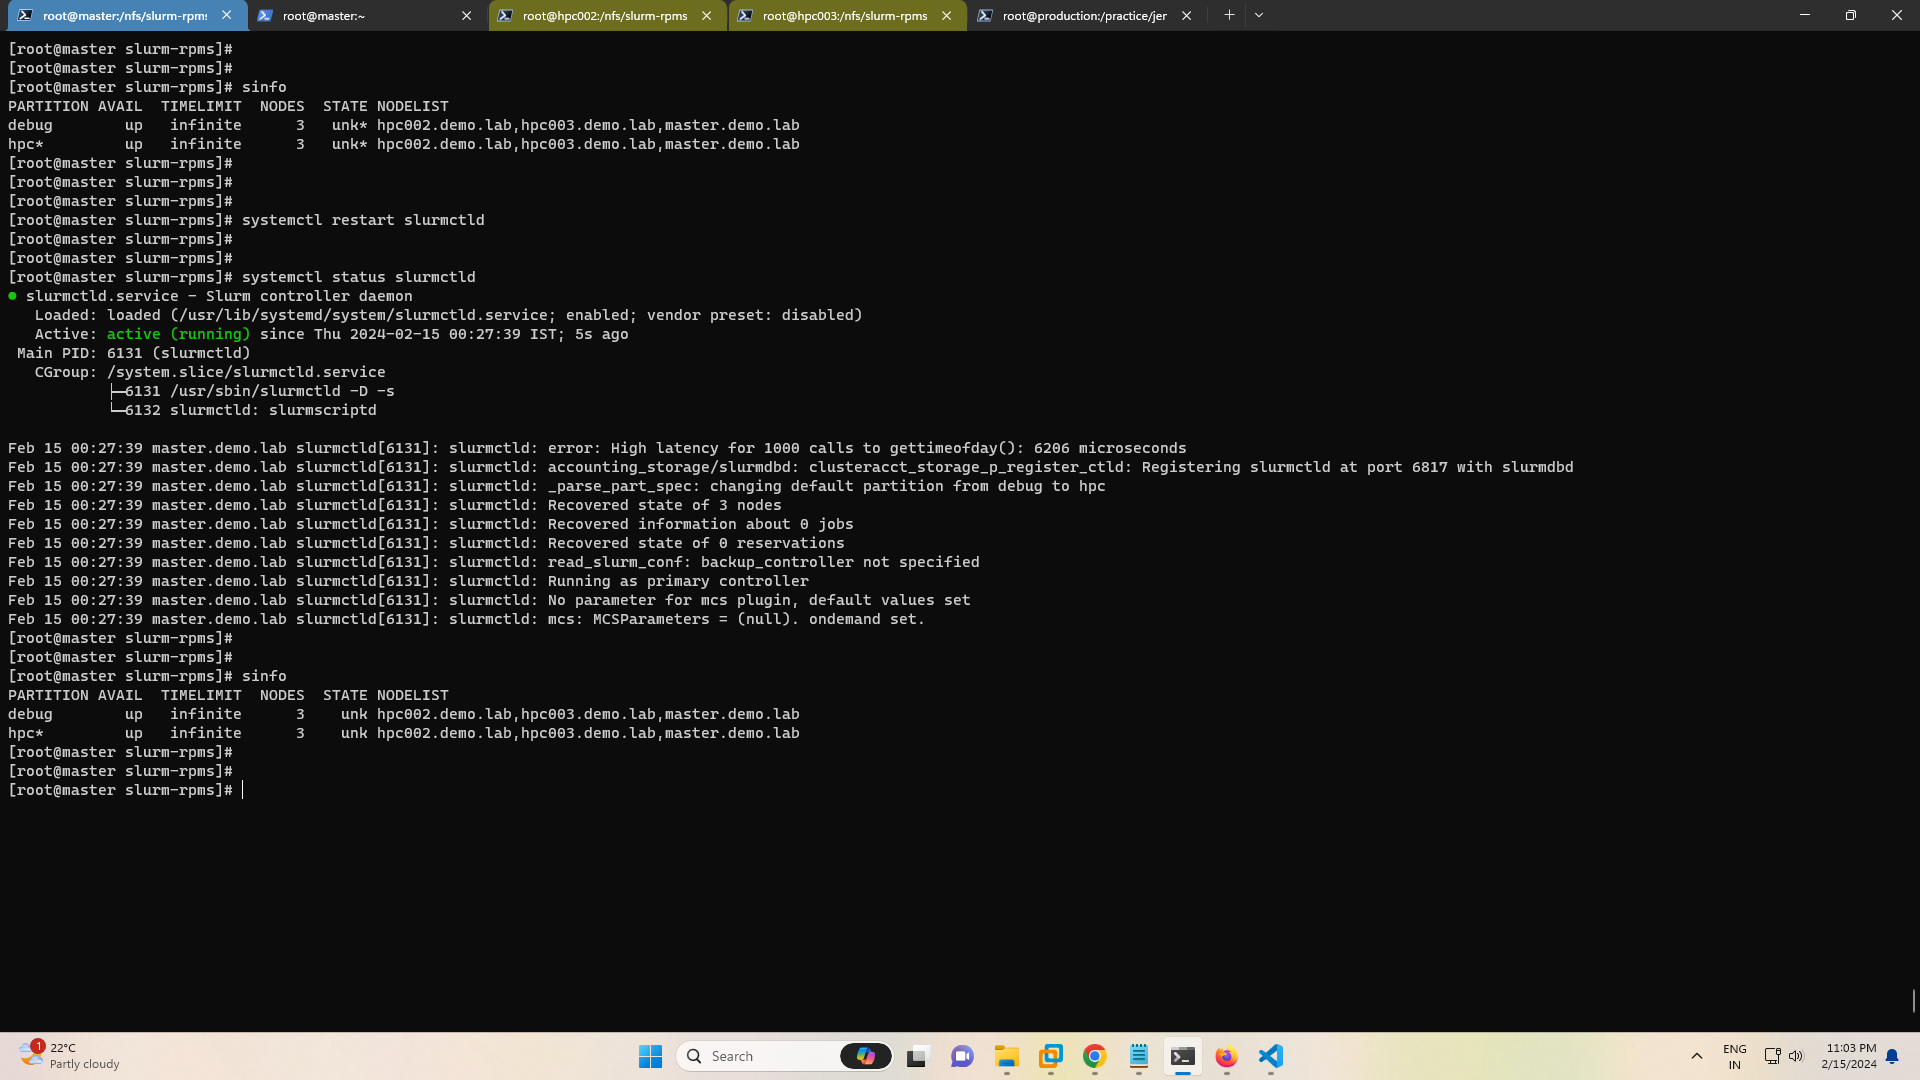 root@master:/nfs/slurm-rpms
root@master:~
root@hpc002:/nfs/slurm-rpms
root@hpc003:/nfs/slurm-rpms
root@production:/practice/jer
[root@master slurm-rpms]#
[root@master slurm-rpms]#
[root@master slurm-rpms]# sinfo
PARTITION AVAIL  TIMELIMIT  NODES  STATE NODELIST
debug        up   infinite      3   unk* hpc002.demo.lab,hpc003.demo.lab,master.demo.lab
hpc*         up   infinite      3   unk* hpc002.demo.lab,hpc003.demo.lab,master.demo.lab
[root@master slurm-rpms]#
[root@master slurm-rpms]#
[root@master slurm-rpms]#
[root@master slurm-rpms]# systemctl restart slurmctld
[root@master slurm-rpms]#
[root@master slurm-rpms]#
[root@master slurm-rpms]# systemctl status slurmctld
● slurmctld.service - Slurm controller daemon
   Loaded: loaded (/usr/lib/systemd/system/slurmctld.service; enabled; vendor preset: disabled)
   Active: active (running) since Thu 2024-02-15 00:27:39 IST; 5s ago
 Main PID: 6131 (slurmctld)
   CGroup: /system.slice/slurmctld.service
           ├─6131 /usr/sbin/slurmctld -D -s
           └─6132 slurmctld: slurmscriptd
Feb 15 00:27:39 master.demo.lab slurmctld[6131]: slurmctld: error: High latency for 1000 calls to gettimeofday(): 6206 microseconds
Feb 15 00:27:39 master.demo.lab slurmctld[6131]: slurmctld: accounting_storage/slurmdbd: clusteracct_storage_p_register_ctld: Registering slurmctld at port 6817 with slurmdbd
Feb 15 00:27:39 master.demo.lab slurmctld[6131]: slurmctld: _parse_part_spec: changing default partition from debug to hpc
Feb 15 00:27:39 master.demo.lab slurmctld[6131]: slurmctld: Recovered state of 3 nodes
Feb 15 00:27:39 master.demo.lab slurmctld[6131]: slurmctld: Recovered information about 0 jobs
Feb 15 00:27:39 master.demo.lab slurmctld[6131]: slurmctld: Recovered state of 0 reservations
Feb 15 00:27:39 master.demo.lab slurmctld[6131]: slurmctld: read_slurm_conf: backup_controller not specified
Feb 15 00:27:39 master.demo.lab slurmctld[6131]: slurmctld: Running as primary controller
Feb 15 00:27:39 master.demo.lab slurmctld[6131]: slurmctld: No parameter for mcs plugin, default values set
Feb 15 00:27:39 master.demo.lab slurmctld[6131]: slurmctld: mcs: MCSParameters = (null). ondemand set.
[root@master slurm-rpms]#
[root@master slurm-rpms]#
[root@master slurm-rpms]# sinfo
PARTITION AVAIL  TIMELIMIT  NODES  STATE NODELIST
debug        up   infinite      3    unk hpc002.demo.lab,hpc003.demo.lab,master.demo.lab
hpc*         up   infinite      3    unk hpc002.demo.lab,hpc003.demo.lab,master.demo.lab
[root@master slurm-rpms]#
[root@master slurm-rpms]#
[root@master slurm-rpms]#
1
22°C
Partly cloudy
Search
ENG
IN
11:03 PM
2/15/2024